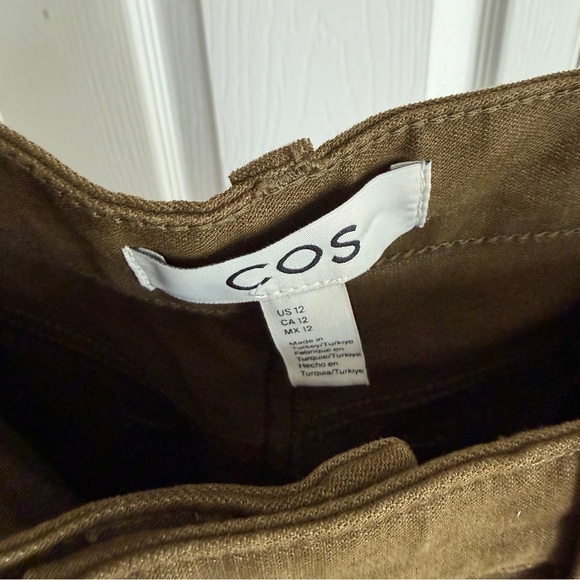 COS
US 12
CA 12
MX 12
Made in
Turkey/Türkiye
Fabriqué en
Turquie/Türkiye
Hecho en
Turquía/Türkiye